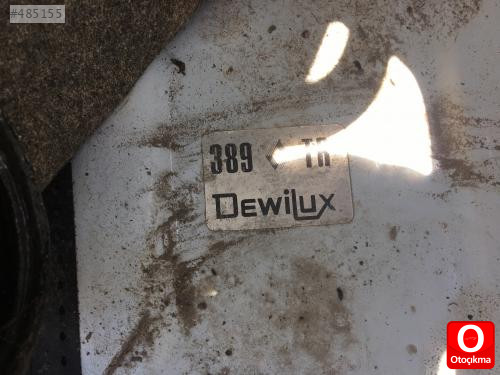 #485155
389 TR
DEWILUX
O
Otoçıkma